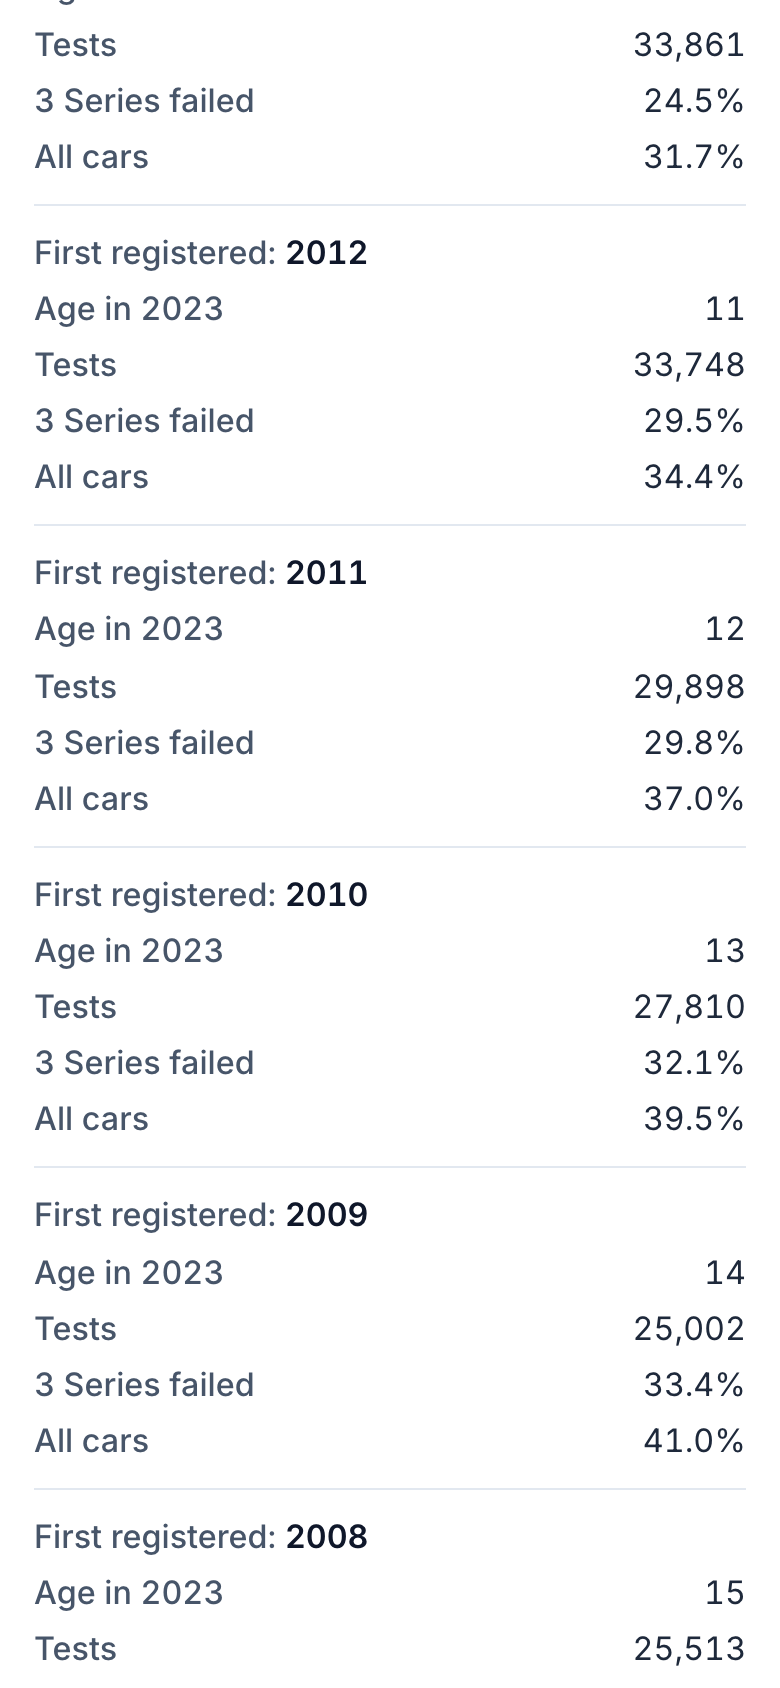 Tests 33,861
3 Series failed 24.5%
All cars 31.7%
First registered: 2012
Age in 2023 11
Tests 33,748
3 Series failed 29.5%
All cars 34.4%
First registered: 2011
Age in 2023 12
Tests 29,898
3 Series failed 29.8%
All cars 37.0%
First registered: 2010
Age in 2023 13
Tests 27,810
3 Series failed 32.1%
All cars 39.5%
First registered: 2009
Age in 2023 14
Tests 25,002
3 Series failed 33.4%
All cars 41.0%
First registered: 2008
Age in 2023 15
Tests 25,513